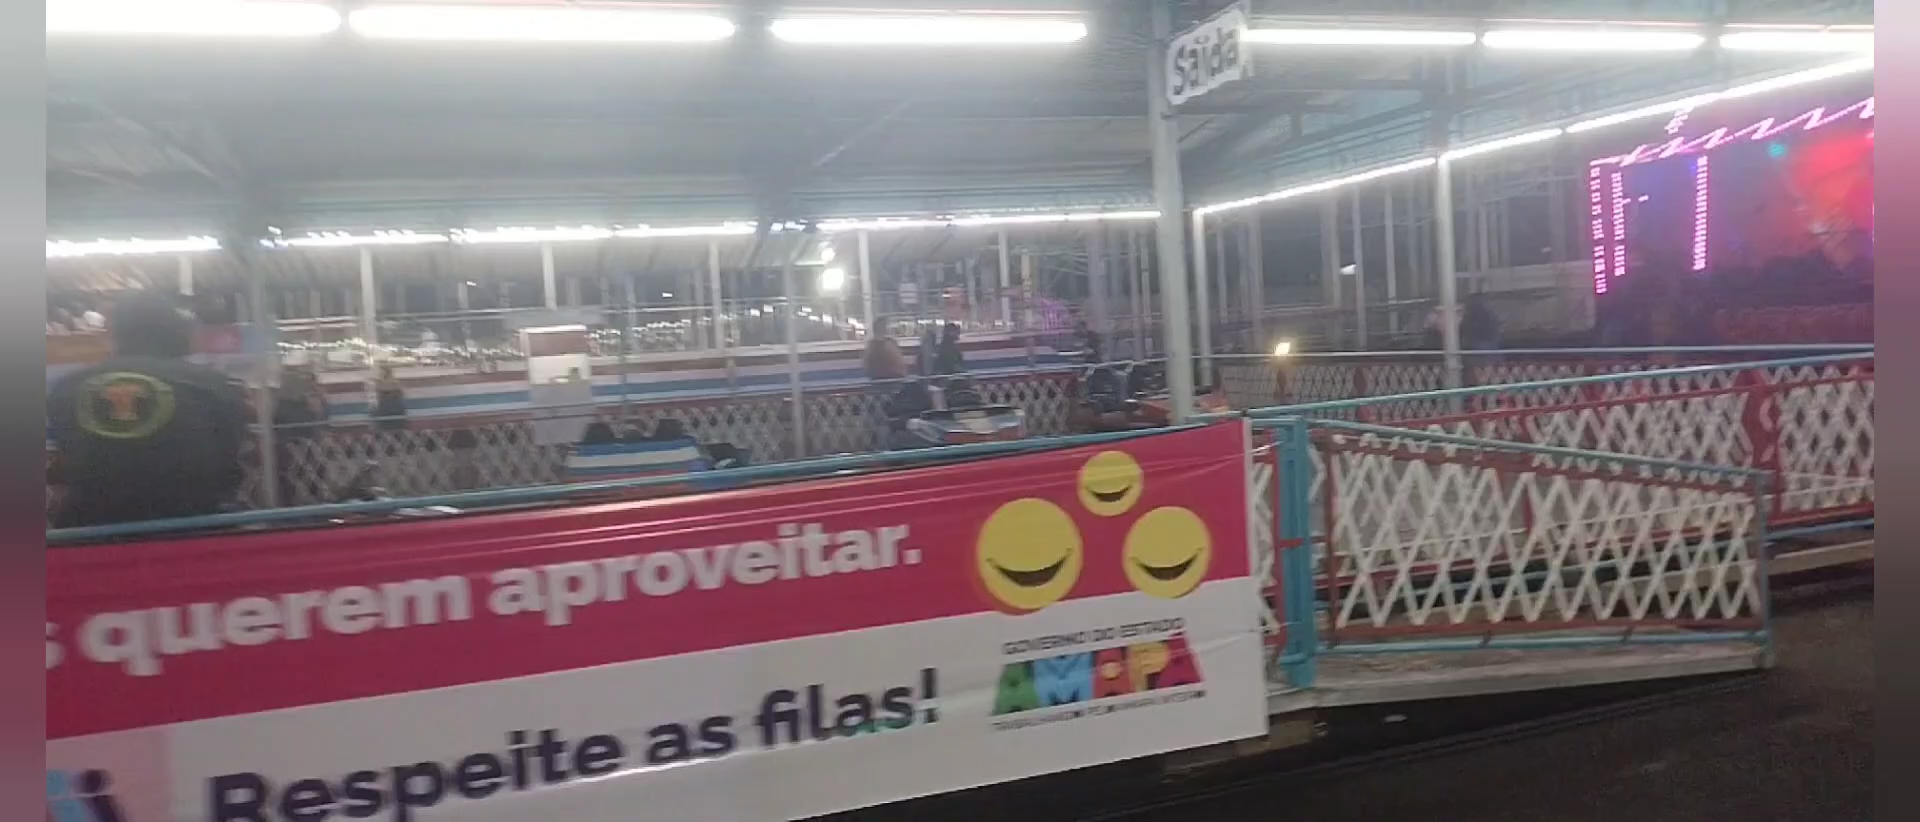 Saída
querem aproveitar.
GOVERNO DO ESTADO
AMAPÁ
Respeite as filas!